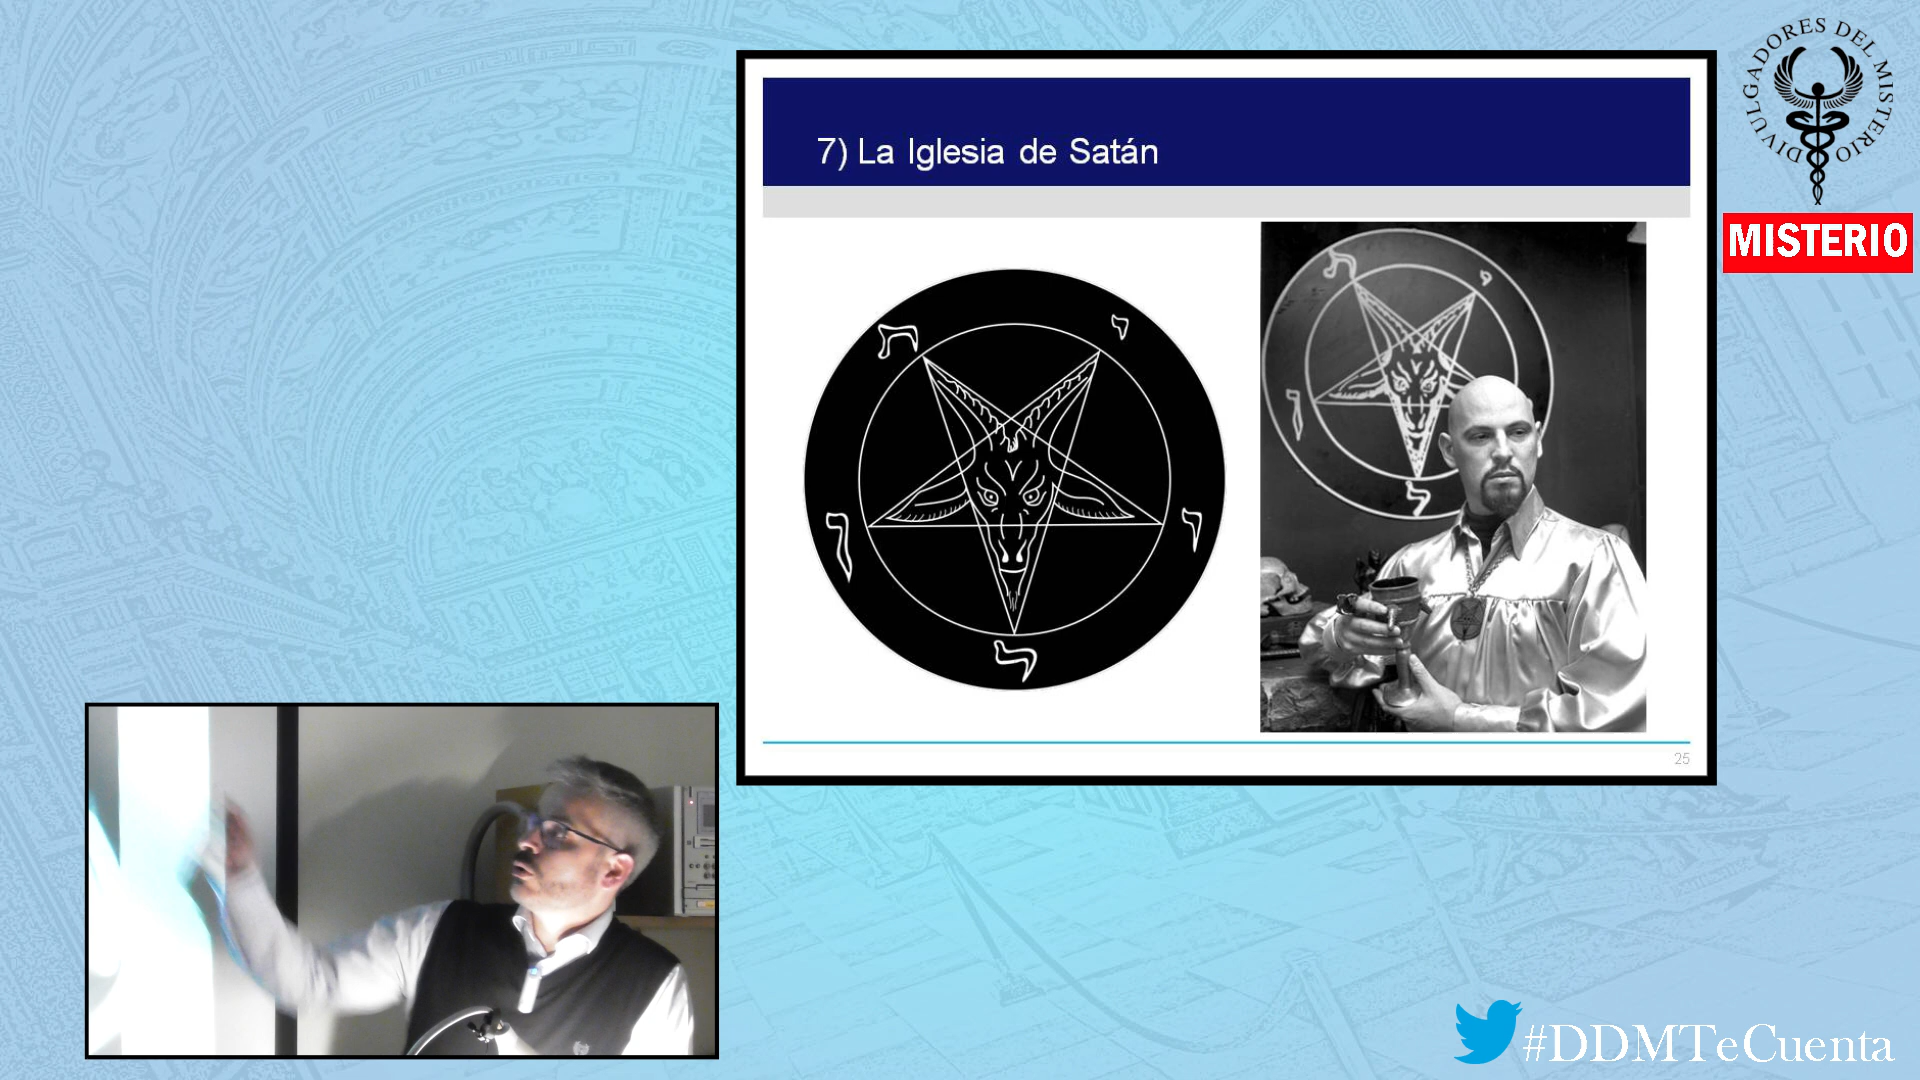 7) La Iglesia de Satán
DIVULGADORES DEL MISTERIO
MISTERIO
ת
י
ו
י
ל
ת
י
ו
ל
25
#DDMTeCuenta